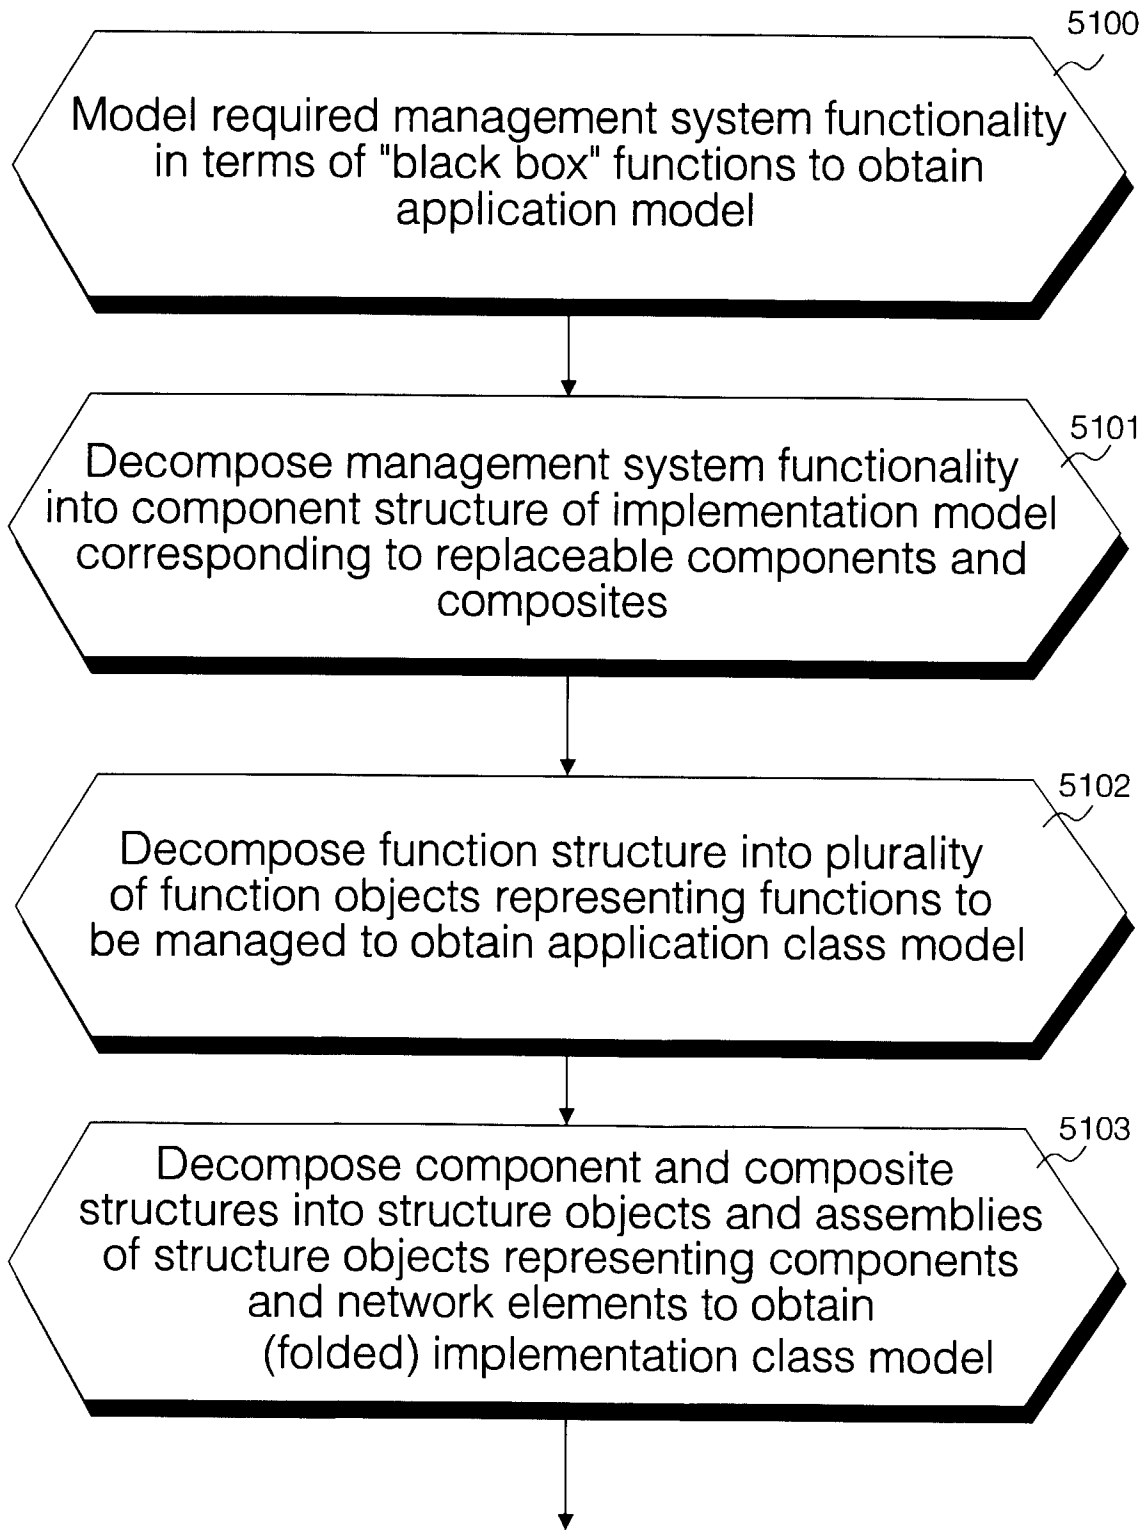 5100
Model required management system functionality
in terms of "black box" functions to obtain
application model
5101
Decompose management system functionality
into component structure of implementation model
corresponding to replaceable components and
composites
5102
Decompose function structure into plurality
of function objects representing functions to
be managed to obtain application class model
5103
Decompose component and composite
structures into structure objects and assemblies
of structure objects representing components
and network elements to obtain
(folded) implementation class model